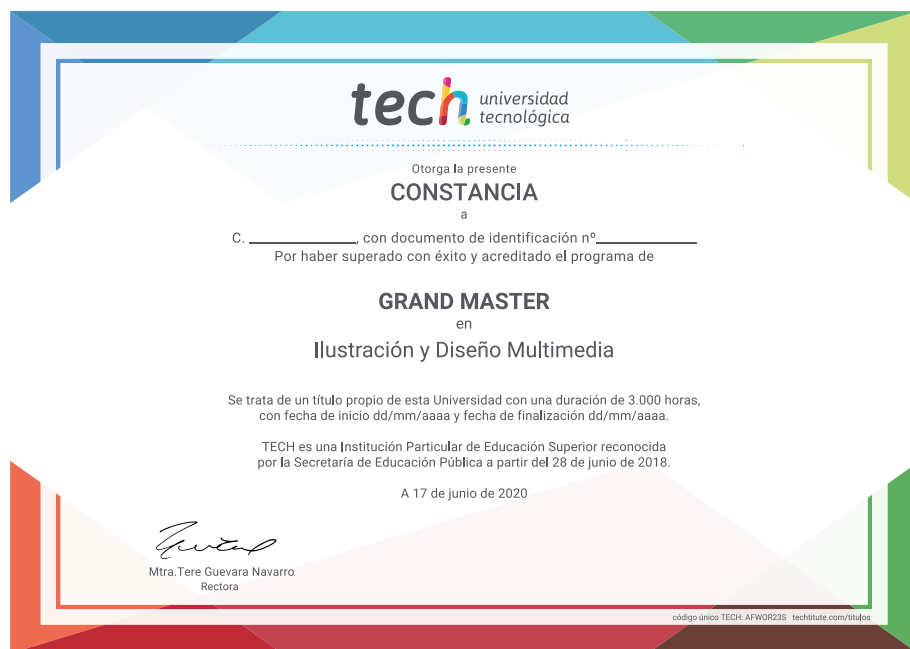 tech universidad
tecnológica
Otorga la presente
CONSTANCIA
a
C. ____________, con documento de identificación nº____________
Por haber superado con éxito y acreditado el programa de
GRAND MASTER
en
Ilustración y Diseño Multimedia
Se trata de un título propio de esta Universidad con una duración de 3.000 horas,
con fecha de inicio dd/mm/aaaa y fecha de finalización dd/mm/aaaa.
TECH es una Institución Particular de Educación Superior reconocida
por la Secretaría de Educación Pública a partir del 28 de junio de 2018.
A 17 de junio de 2020
Mtra.Tere Guevara Navarro
Rectora
código único TECH: AFWOR23S techtitute.com/titulos